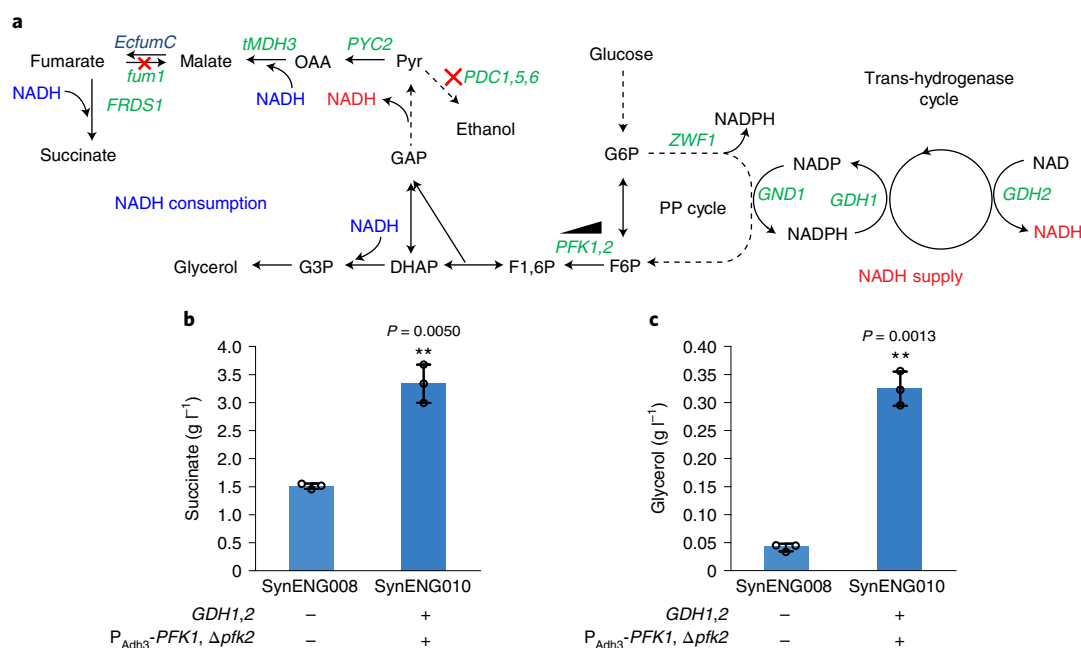 a
EcfumC
tMDH3
PYC2
Fumarate
Malate
OAA
Pyr
fum1
PDC1,5,6
NADH
FRDS1
NADH
NADH
Ethanol
Succinate
GAP
NADH consumption
NADH
Glycerol
G3P
DHAP
F1,6P
PFK1,2
F6P
Glucose
G6P
ZWF1
NADPH
PP cycle
GND1
NADP
NADPH
GDH1
Trans-hydrogenase
cycle
NAD
GDH2
NADH
NADH supply
b
P = 0.0050
**
Succinate (g l⁻¹)
4.0
3.5
3.0
2.5
2.0
1.5
1.0
0.5
0
SynENG008 SynENG010
GDH1,2 – +
P_Adh3-PFK1, Δpfk2 – +
c
P = 0.0013
**
Glycerol (g l⁻¹)
0.40
0.35
0.30
0.25
0.20
0.15
0.10
0.05
0
SynENG008 SynENG010
GDH1,2 – +
P_Adh3-PFK1, Δpfk2 – +